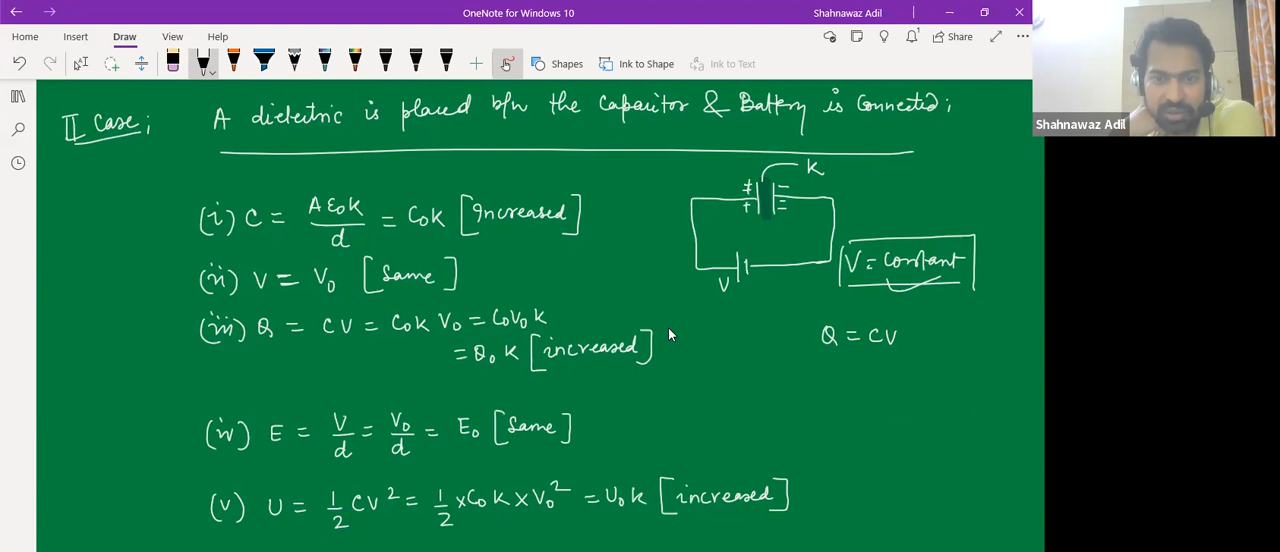 OneNote for Windows 10
Shahnawaz Adil
Home Insert Draw View Help
Share
Shapes Ink to Shape Ink to Text
Shahnawaz Adil
II Case; A dielectric is placed b/w the Capacitor & Battery is Connected;
K
(i) C = Aε₀K/d = C₀K [Increased]
V = Constant
V
(ii) V = V₀ [Same]
(iii) Q = CV = C₀K V₀ = C₀V₀K
= Q₀ K [increased]
Q = CV
(iv) E = V/d = V₀/d = E₀ [Same]
(v) U = 1/2 CV² = 1/2 × C₀K × V₀² = U₀K [increased]